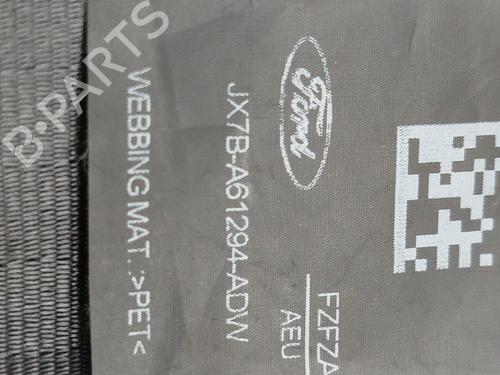 FZFZA
AEU
Ford
JX7B-A61294-ADW
WEBBING MAT.:>PET<
B-PARTS